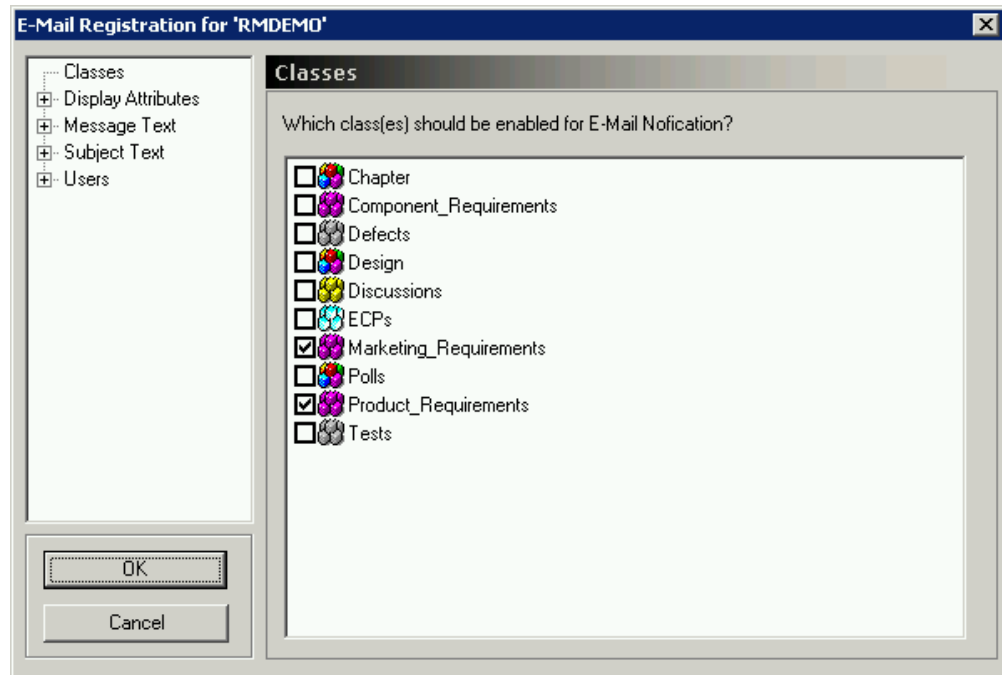 E-Mail Registration for 'RMDEMO'
Classes
Display Attributes
Message Text
Subject Text
Users
OK
Cancel
Classes
Which class(es) should be enabled for E-Mail Nofication?
Chapter
Component_Requirements
Defects
Design
Discussions
ECPs
Marketing_Requirements
Polls
Product_Requirements
Tests